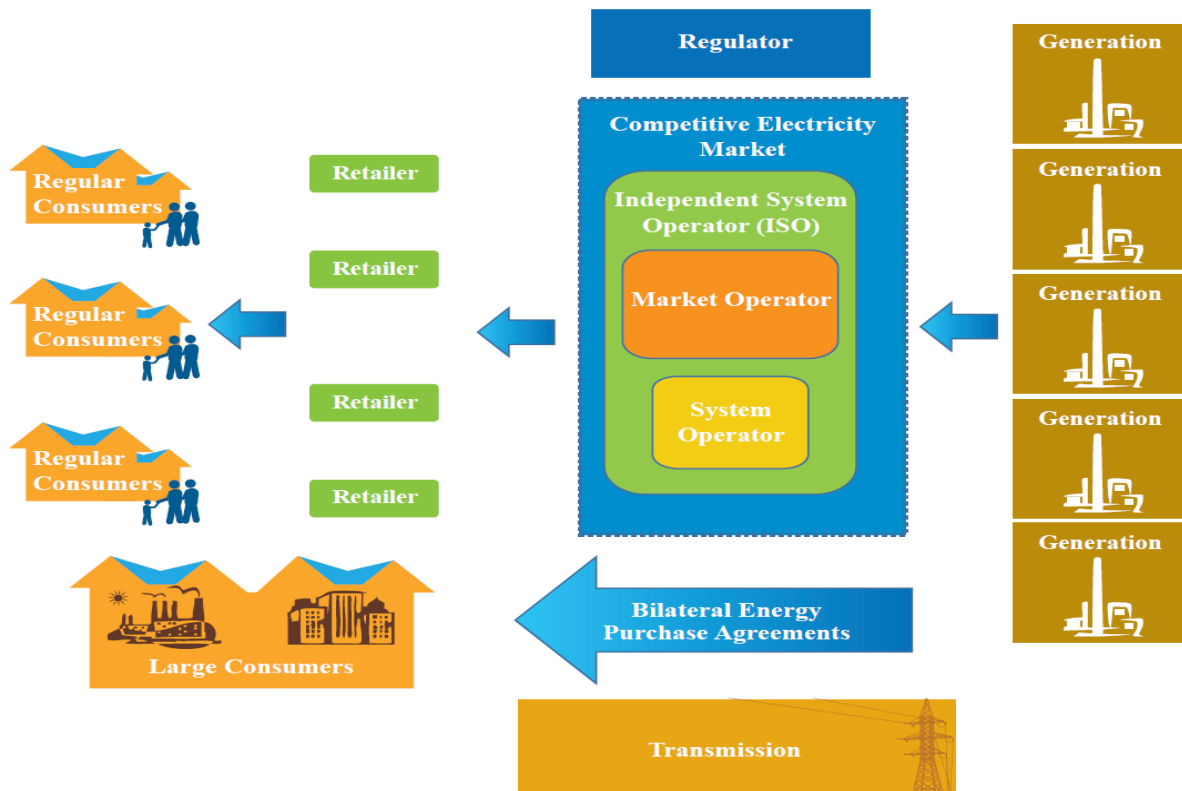 Regulator
Generation
Competitive Electricity
Market
Independent System
Operator (ISO)
Market Operator
System
Operator
Generation
Generation
Generation
Generation
Retailer
Retailer
Retailer
Retailer
Regular
Consumers
Regular
Consumers
Regular
Consumers
Large Consumers
Bilateral Energy
Purchase Agreements
Transmission